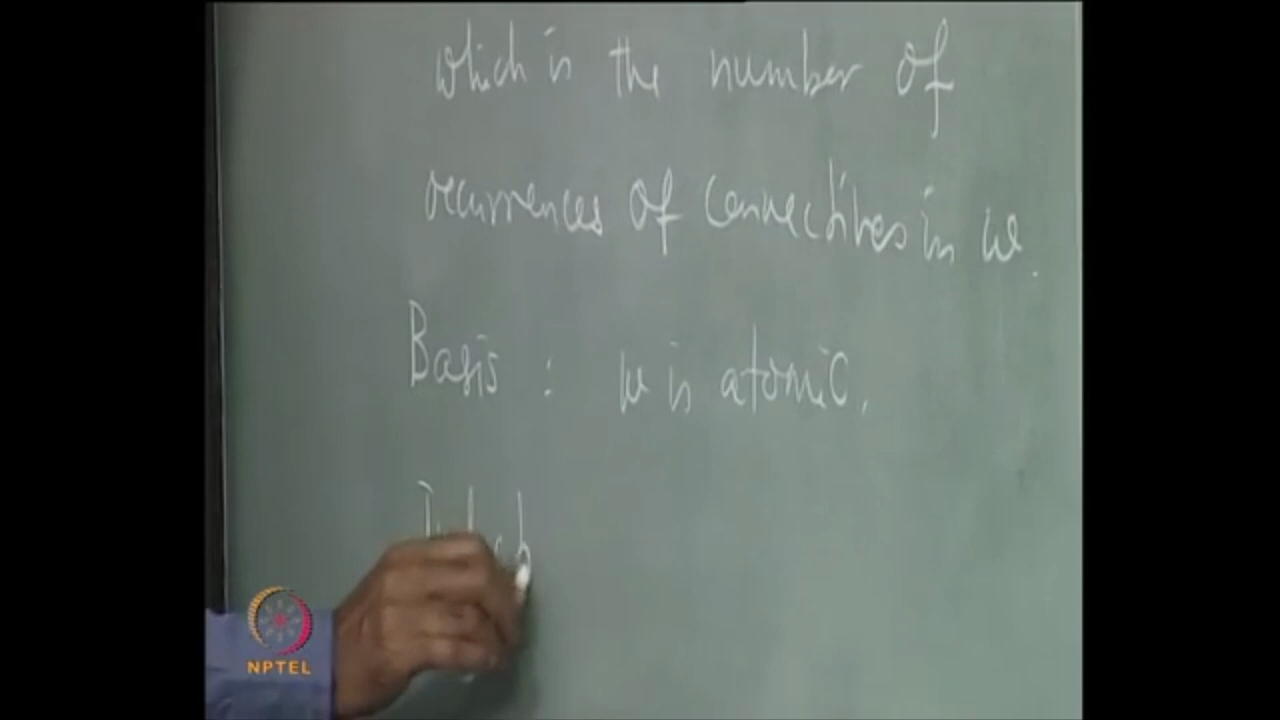 which is the number of
occurrences of connectives in w.
Basis : w is atomic.
NPTEL